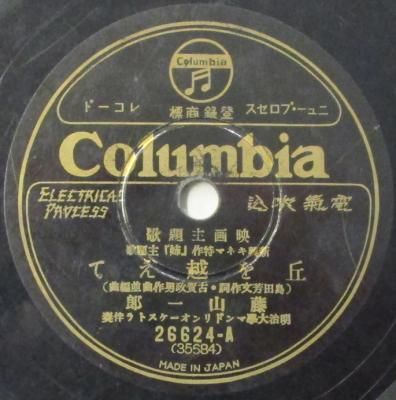 Columbia
ニュー・プロセス 登錄商標 レコード
Columbia
ELECTRICAL
PROCESS
電氣吹込
映画主題歌
新興キネマ特作『姉』主題歌
丘を越えて
(島田芳文作詞・古賀政男作曲並編曲)
藤山一郎
明治大學マンドリンオーケストラ伴奏
26624-A
(35684)
MADE IN JAPAN